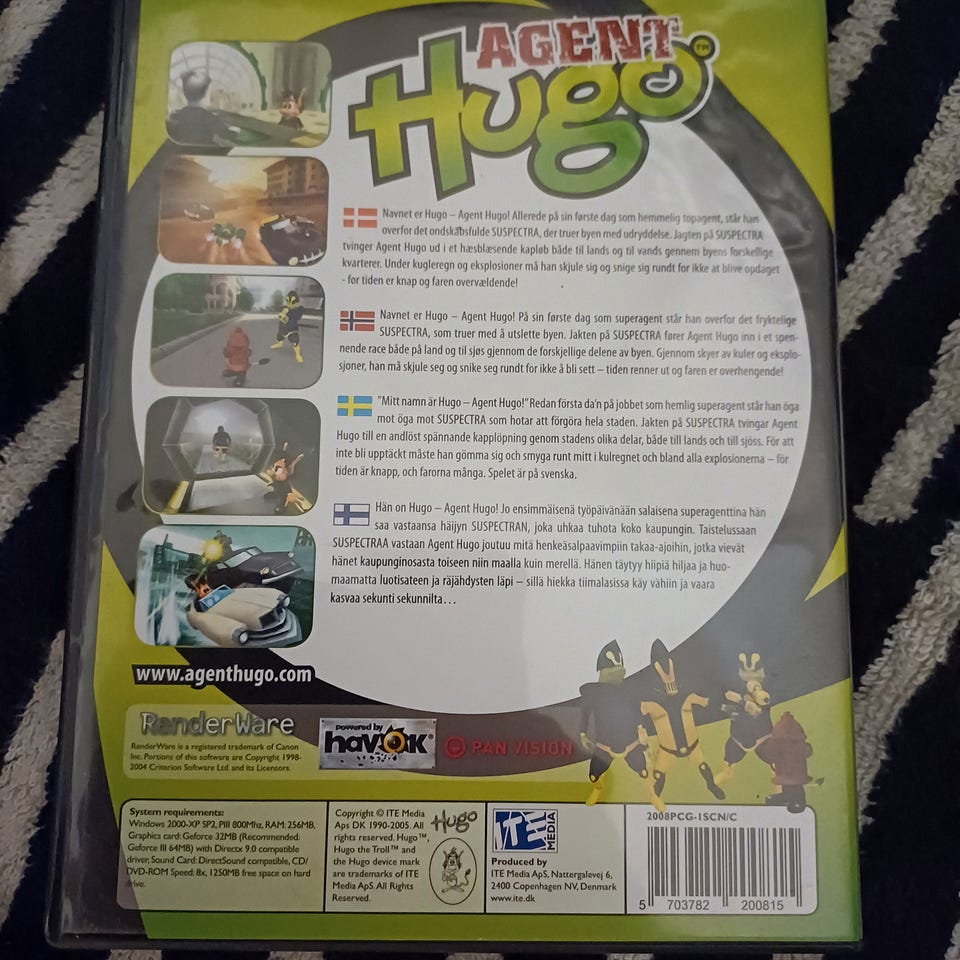 AGENT
Hugo™
Navnet er Hugo – Agent Hugo! Allerede på sin første dag som hemmelig topagent, står han
overfor det ondskabsfulde SUSPECTRA, der truer byen med udryddelse. Jagten på SUSPECTRA
tvinger Agent Hugo ud i et hæsblæsende kapløb både til lands og til vands gennem byens forskellige
kvarterer. Under kugleregn og eksplosioner må han skjule sig og snige sig rundt for ikke at blive opdaget
- for tiden er knap og faren overvældende!
Navnet er Hugo – Agent Hugo! På sin første dag som superagent står han overfor det fryktelige
SUSPECTRA, som truer med å utslette byen. Jakten på SUSPECTRA fører Agent Hugo inn i et spen-
nende race både på land og til sjøs gjennom de forskjellige delene av byen. Gjennom skyer av kuler og eksplo-
sjoner, han må skjule seg og snike seg rundt for ikke å bli sett – tiden renner ut og faren er overhengende!
"Mitt namn är Hugo – Agent Hugo!" Redan första da'n på jobbet som hemlig superagent står han öga
mot öga mot SUSPECTRA som hotar att förgöra hela staden. Jakten på SUSPECTRA tvingar Agent
Hugo till en andlöst spännande kapplöpning genom stadens olika delar, både till lands och till sjöss. För att
inte bli upptäckt måste han gömma sig och smyga runt mitt i kulregnet och bland alla explosionerna – för
tiden är knapp, och farorna många. Spelet är på svenska.
Hän on Hugo – Agent Hugo! Jo ensimmäisenä työpäivänään salaisena superagenttina hän
saa vastaansa häijyn SUSPECTRAN, joka uhkaa tuhota koko kaupungin. Taistelussaan
SUSPECTRAA vastaan Agent Hugo joutuu mitä henkeäsalpaavimpiin takaa-ajoihin, jotka vievät
hänet kaupunginosasta toiseen niin maalla kuin merellä. Hänen täytyy hiipiä hiljaa ja huo-
maamatta luotisateen ja räjähdysten läpi – sillä hiekka tiimalasissa käy vähiin ja vaara
kasvaa sekunti sekunnilta...
www.agenthugo.com
RenderWare
RenderWare is a registered trademark of Canon
Inc. Portions of this software are Copyright 1998-
2004 Criterion Software Ltd. and its Licensors.
powered by
havok®
PAN VISION
System requirements:
Windows 2000-XP SP2, PIII 800Mhz, RAM: 256MB,
Graphics card: Geforce 32MB (Recommended,
Geforce III 64MB) with Directx 9.0 compatible
driver, Sound Card: DirectSound compatible, CD/
DVD-ROM Speed: 8x, 1250MB free space on hard
drive.
Copyright © ITE Media
Aps DK 1990-2005. All
rights reserved. Hugo™,
Hugo the Troll™ and
the Hugo device mark
are trademarks of ITE
Media ApS. All Rights
Reserved.
Hugo
ITE MEDIA
Produced by
ITE Media ApS, Nattergalevej 6,
2400 Copenhagen NV, Denmark
www.ite.dk
2008PCG-ISCN/C
5 703782 200815